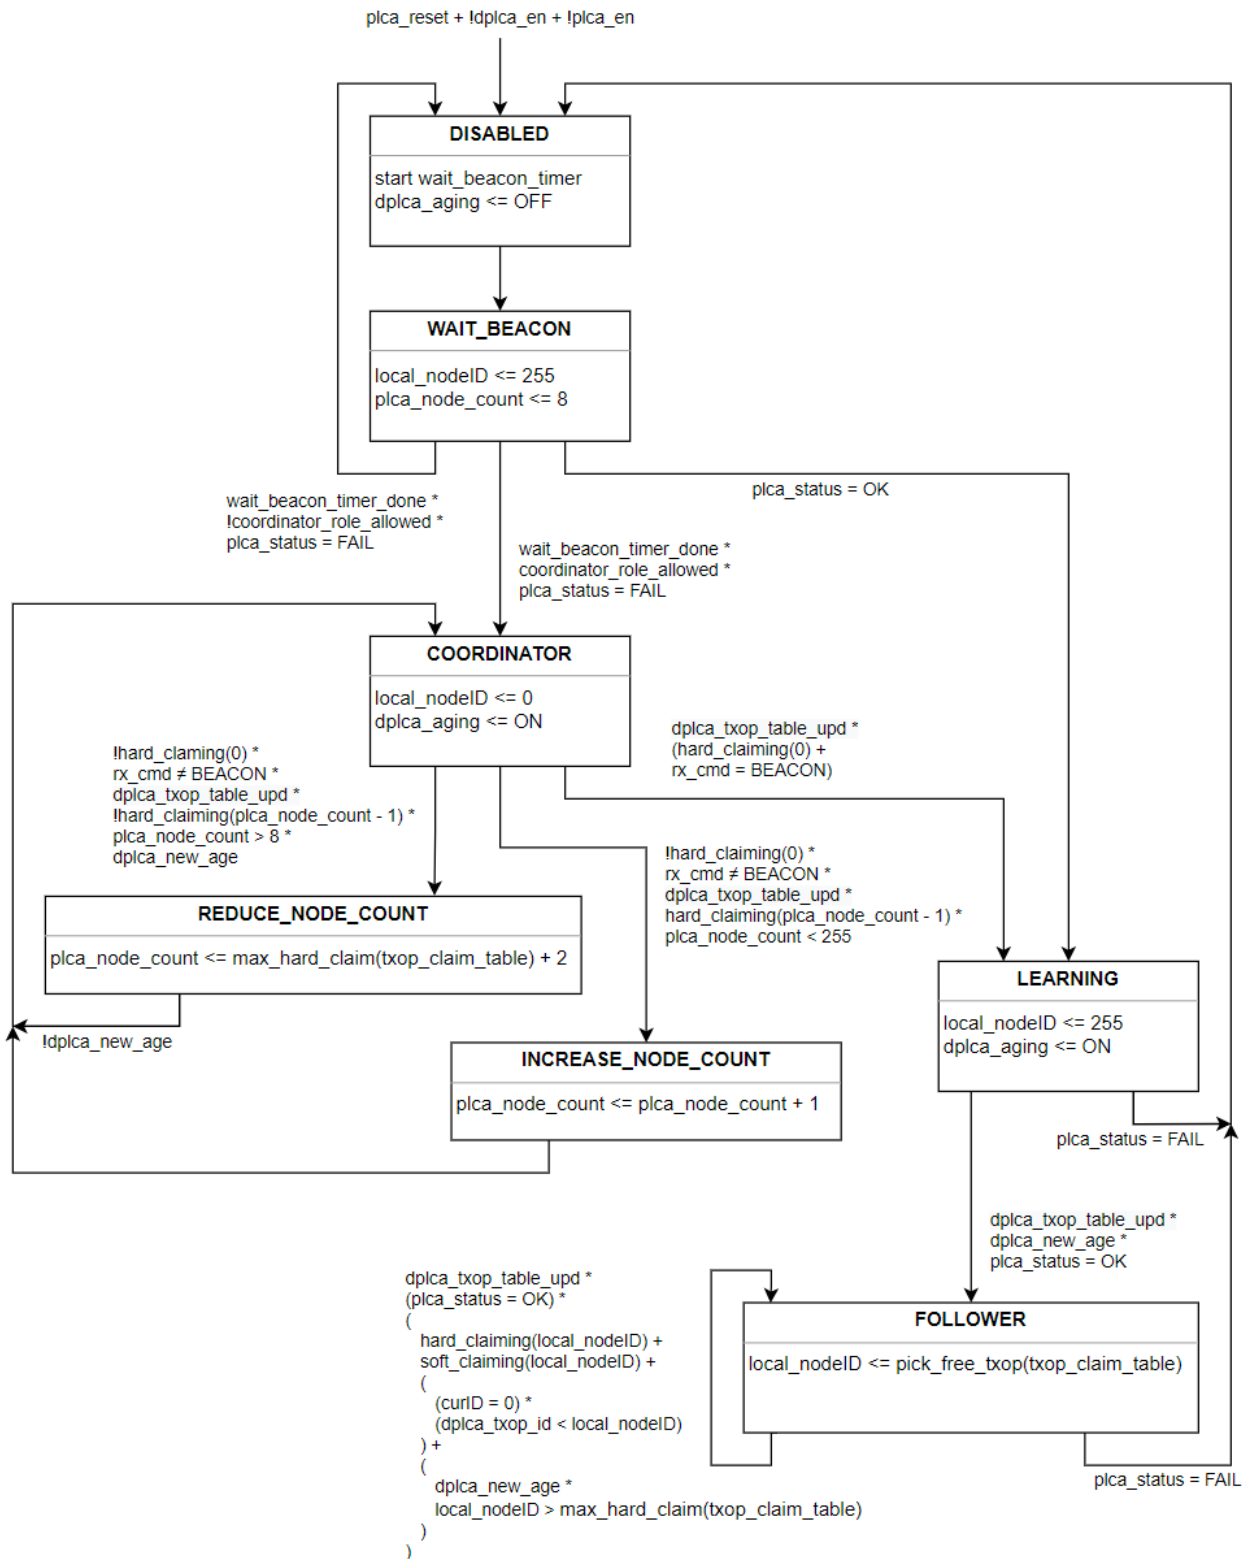 plca_reset + !dplca_en + !plca_en
DISABLED
start wait_beacon_timer
dplca_aging <= OFF
WAIT_BEACON
local_nodeID <= 255
plca_node_count <= 8
wait_beacon_timer_done *
!coordinator_role_allowed *
plca_status = FAIL
plca_status = OK
wait_beacon_timer_done *
coordinator_role_allowed *
plca_status = FAIL
COORDINATOR
local_nodeID <= 0
dplca_aging <= ON
!hard_claming(0) *
rx_cmd ≠ BEACON *
dplca_txop_table_upd *
!hard_claiming(plca_node_count - 1) *
plca_node_count > 8 *
dplca_new_age
dplca_txop_table_upd *
(hard_claiming(0) +
rx_cmd = BEACON)
!hard_claiming(0) *
rx_cmd ≠ BEACON *
dplca_txop_table_upd *
hard_claiming(plca_node_count - 1) *
plca_node_count < 255
REDUCE_NODE_COUNT
plca_node_count <= max_hard_claim(txop_claim_table) + 2
!dplca_new_age
INCREASE_NODE_COUNT
plca_node_count <= plca_node_count + 1
LEARNING
local_nodeID <= 255
dplca_aging <= ON
plca_status = FAIL
dplca_txop_table_upd *
dplca_new_age *
plca_status = OK
dplca_txop_table_upd *
(plca_status = OK) *
(
hard_claiming(local_nodeID) +
soft_claiming(local_nodeID) +
(
(curID = 0) *
(dplca_txop_id < local_nodeID)
) +
(
dplca_new_age *
local_nodeID > max_hard_claim(txop_claim_table)
)
)
FOLLOWER
local_nodeID <= pick_free_txop(txop_claim_table)
plca_status = FAIL